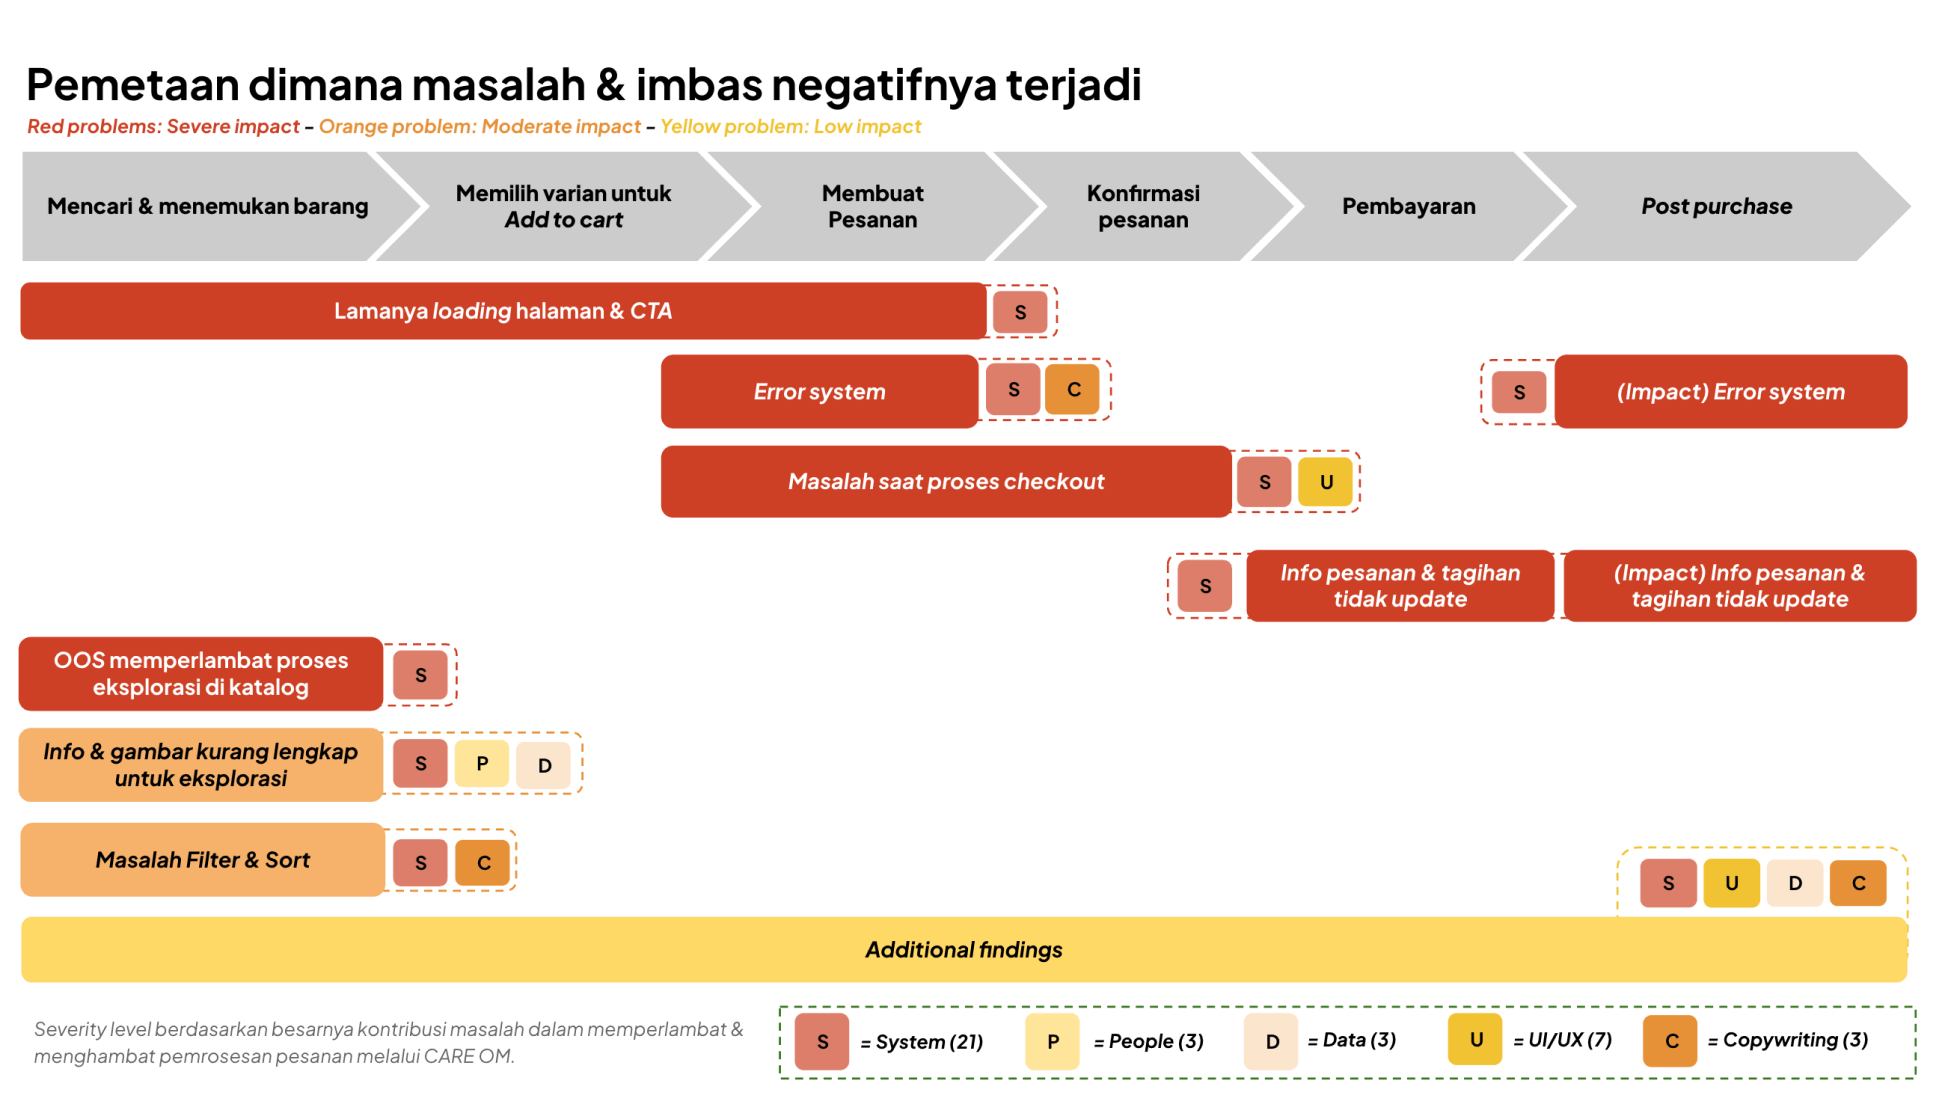 Pemetaan dimana masalah & imbas negatifnya terjadi
Red problems: Severe impact - Orange problem: Moderate impact - Yellow problem: Low impact
Mencari & menemukan barang
Memilih varian untuk
Add to cart
Membuat
Pesanan
Konfirmasi
pesanan
Pembayaran
Post purchase
Lamanya loading halaman & CTA
S
Error system
S
C
S
(Impact) Error system
Masalah saat proses checkout
S
U
S
Info pesanan & tagihan
tidak update
(Impact) Info pesanan &
tagihan tidak update
OOS memperlambat proses
eksplorasi di katalog
S
Info & gambar kurang lengkap
untuk eksplorasi
S
P
D
Masalah Filter & Sort
S
C
S
U
D
C
Additional findings
Severity level berdasarkan besarnya kontribusi masalah dalam memperlambat &
menghambat pemrosesan pesanan melalui CARE OM.
S = System (21)
P = People (3)
D = Data (3)
U = UI/UX (7)
C = Copywriting (3)